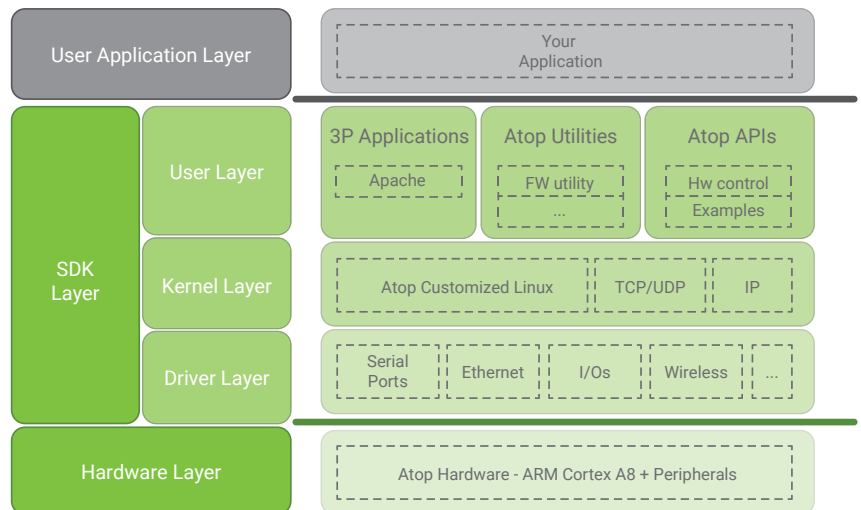 User Application Layer
Your
Application
SDK
Layer
User Layer
3P Applications
Apache
Atop Utilities
FW utility
...
Atop APIs
Hw control
Examples
Kernel Layer
Atop Customized Linux
TCP/UDP
IP
Driver Layer
Serial
Ports
Ethernet
I/Os
Wireless
...
Hardware Layer
Atop Hardware - ARM Cortex A8 + Peripherals